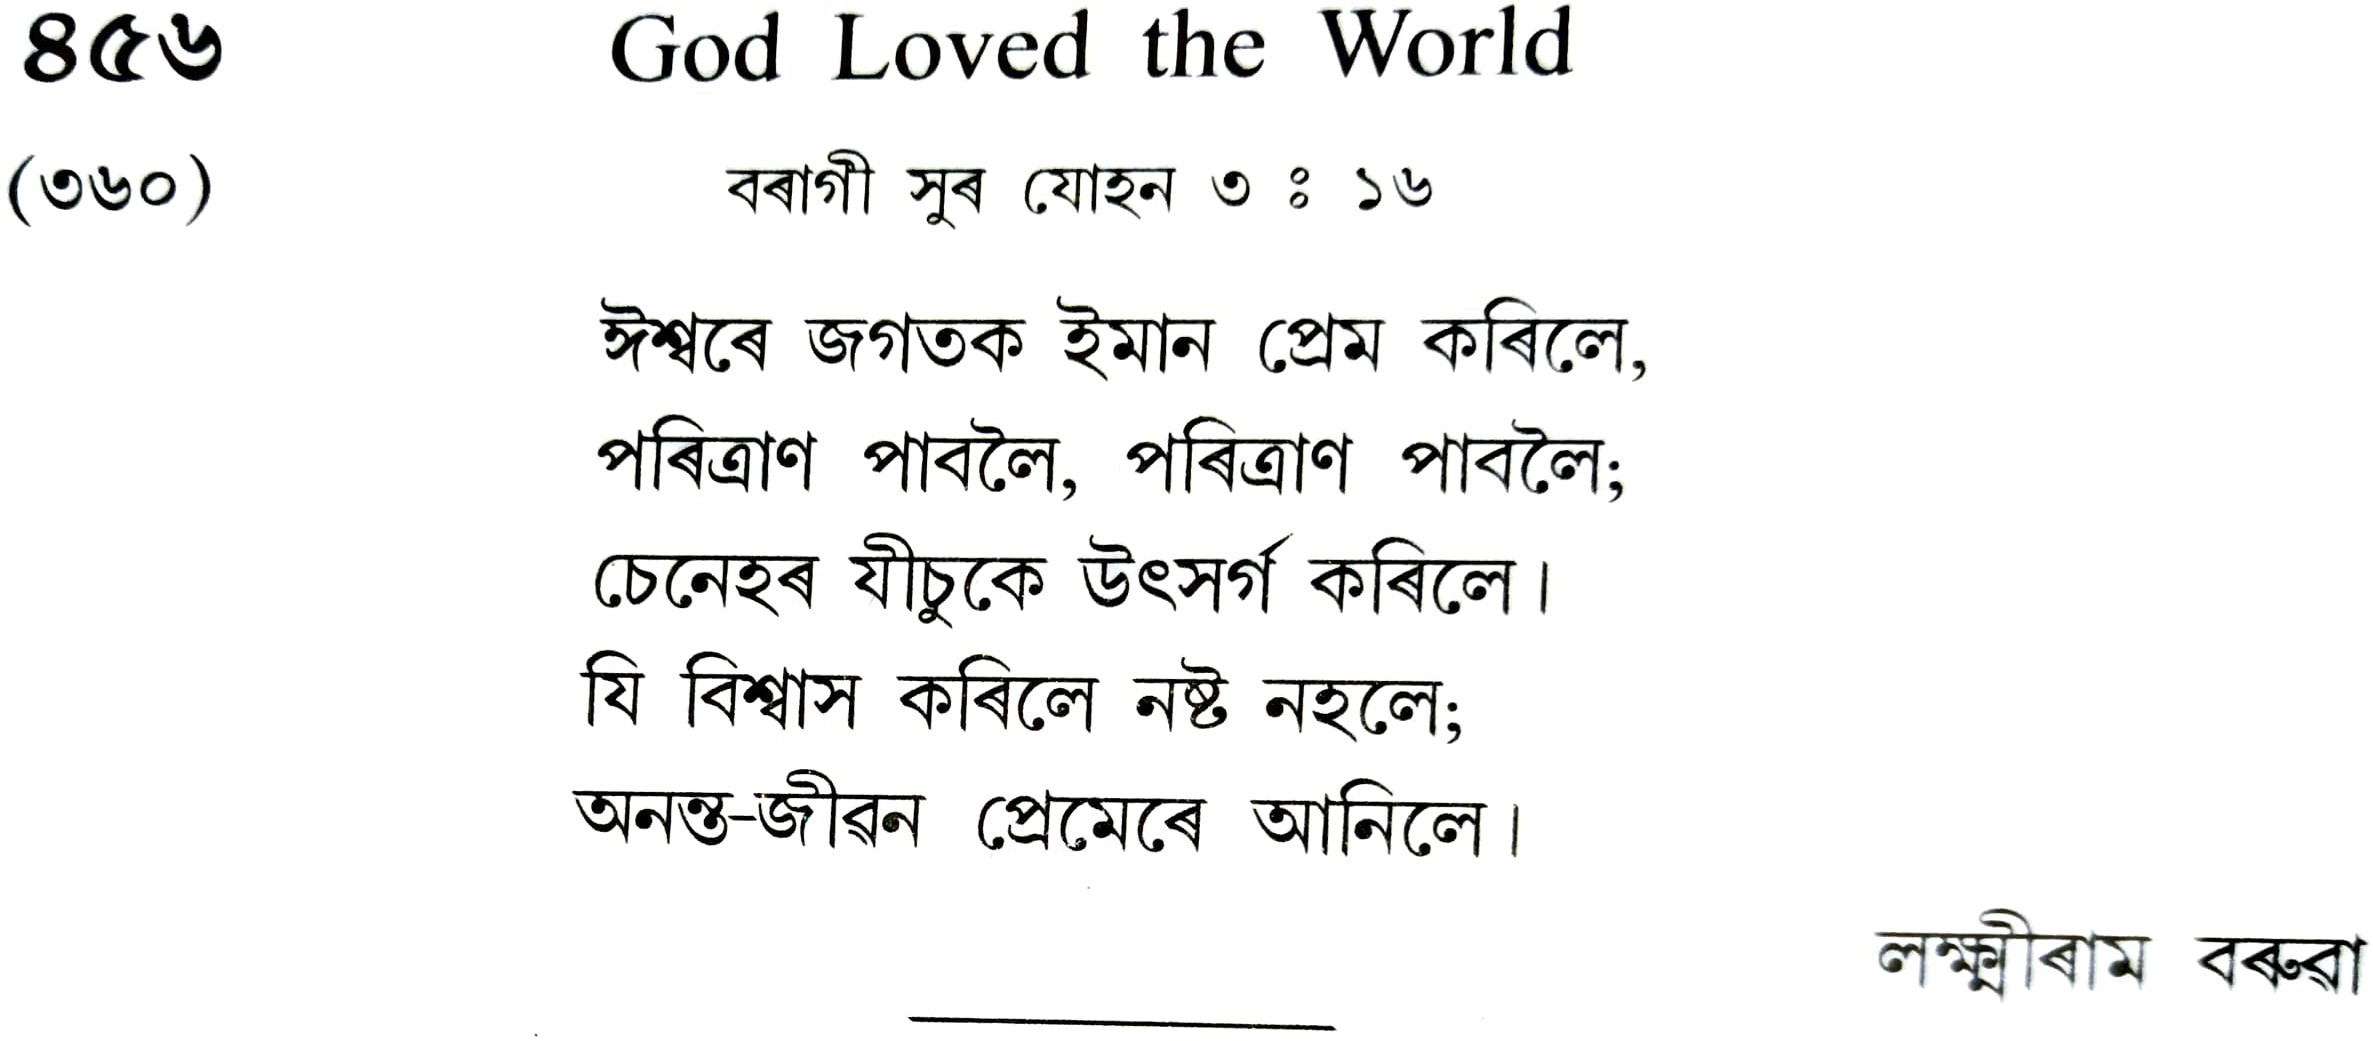 ৪৫৬ God Loved the World
(৩৬০) বৰাগী সুৰ যোহন ৩ ঃ ১৬
ঈশ্বৰে জগতক ইমান প্ৰেম কৰিলে,
পৰিত্ৰাণ পাবলৈ, পৰিত্ৰাণ পাবলৈ;
চেনেহৰ যীচুকে উৎসৰ্গ কৰিলে।
যি বিশ্বাস কৰিলে নষ্ট নহলে;
অনন্ত-জীৱন প্ৰেমেৰে আনিলে।
লক্ষ্মীৰাম বৰুৱা